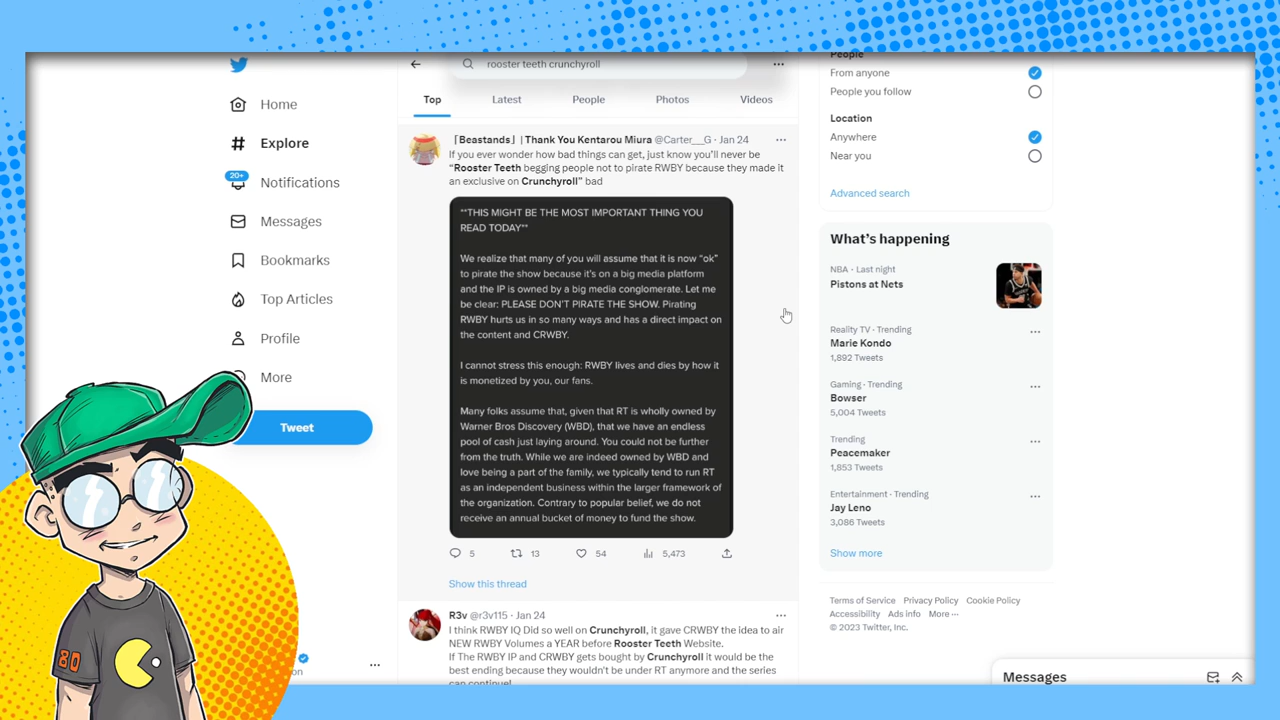 rooster teeth crunchyroll
Home
Explore
20+
Notifications
Messages
Bookmarks
Top Articles
Profile
More
Tweet
Top
Latest
People
Photos
Videos
「Beastands」 | Thank You Kentarou Miura @Carter__G · Jan 24
If you ever wonder how bad things can get, just know you'll never be
“Rooster Teeth begging people not to pirate RWBY because they made it
an exclusive on Crunchyroll” bad
**THIS MIGHT BE THE MOST IMPORTANT THING YOU
READ TODAY**
We realize that many of you will assume that it is now “ok”
to pirate the show because it's on a big media platform
and the IP is owned by a big media conglomerate. Let me
be clear: PLEASE DON'T PIRATE THE SHOW. Pirating
RWBY hurts us in so many ways and has a direct impact on
the content and CRWBY.
I cannot stress this enough: RWBY lives and dies by how it
is monetized by you, our fans.
Many folks assume that, given that RT is wholly owned by
Warner Bros Discovery (WBD), that we have an endless
pool of cash just laying around. You could not be further
from the truth. While we are indeed owned by WBD and
love being a part of the family, we typically tend to run RT
as an independent business within the larger framework of
the organization. Contrary to popular belief, we do not
receive an annual bucket of money to fund the show.
5
13
54
5,473
Show this thread
R3v @r3v115 · Jan 24
I think RWBY IQ Did so well on Crunchyroll, it gave CRWBY the idea to air
NEW RWBY Volumes a YEAR before Rooster Teeth Website.
If The RWBY IP and CRWBY gets bought by Crunchyroll it would be the
best ending because they wouldn't be under RT anymore and the series
can continue!
People
From anyone
People you follow
Location
Anywhere
Near you
Advanced search
What's happening
NBA · Last night
Pistons at Nets
Reality TV · Trending
Marie Kondo
1,892 Tweets
Gaming · Trending
Bowser
5,004 Tweets
Trending
Peacemaker
1,853 Tweets
Entertainment · Trending
Jay Leno
3,086 Tweets
Show more
Terms of Service Privacy Policy Cookie Policy
Accessibility Ads info More ···
© 2023 Twitter, Inc.
Messages
80